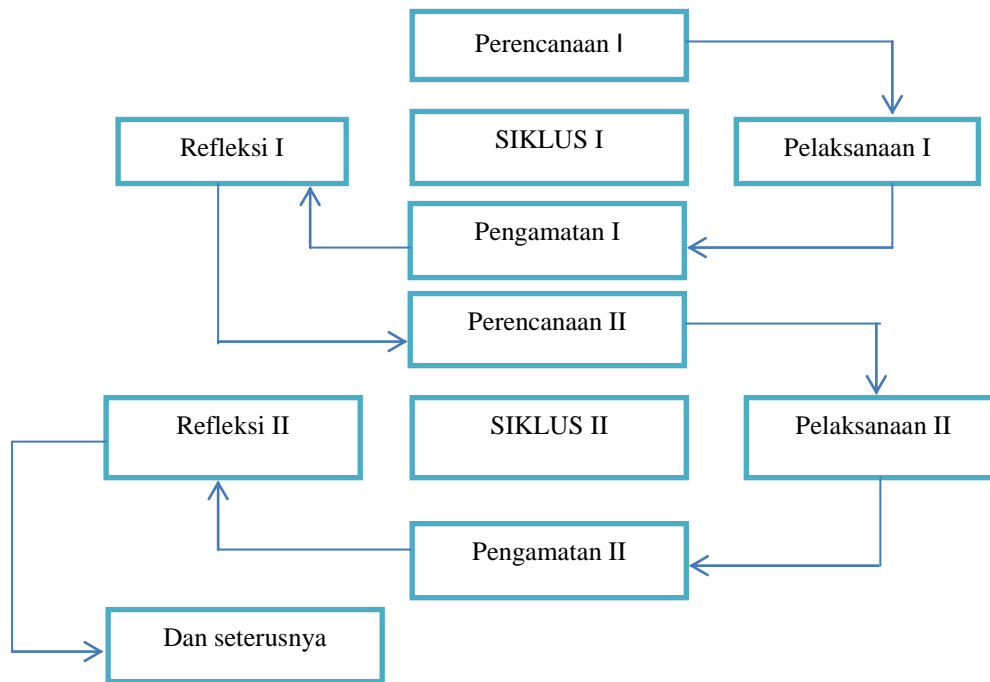 Perencanaan I
Refleksi I
SIKLUS I
Pelaksanaan I
Pengamatan I
Perencanaan II
Refleksi II
SIKLUS II
Pelaksanaan II
Pengamatan II
Dan seterusnya